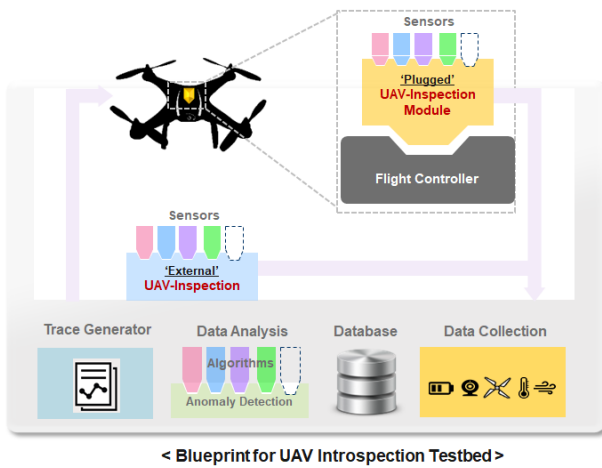 Sensors
‘Plugged’
UAV-Inspection
Module
Flight Controller
Sensors
‘External’
UAV-Inspection
Trace Generator
Data Analysis
Database
Data Collection
Algorithms
Anomaly Detection
< Blueprint for UAV Introspection Testbed >